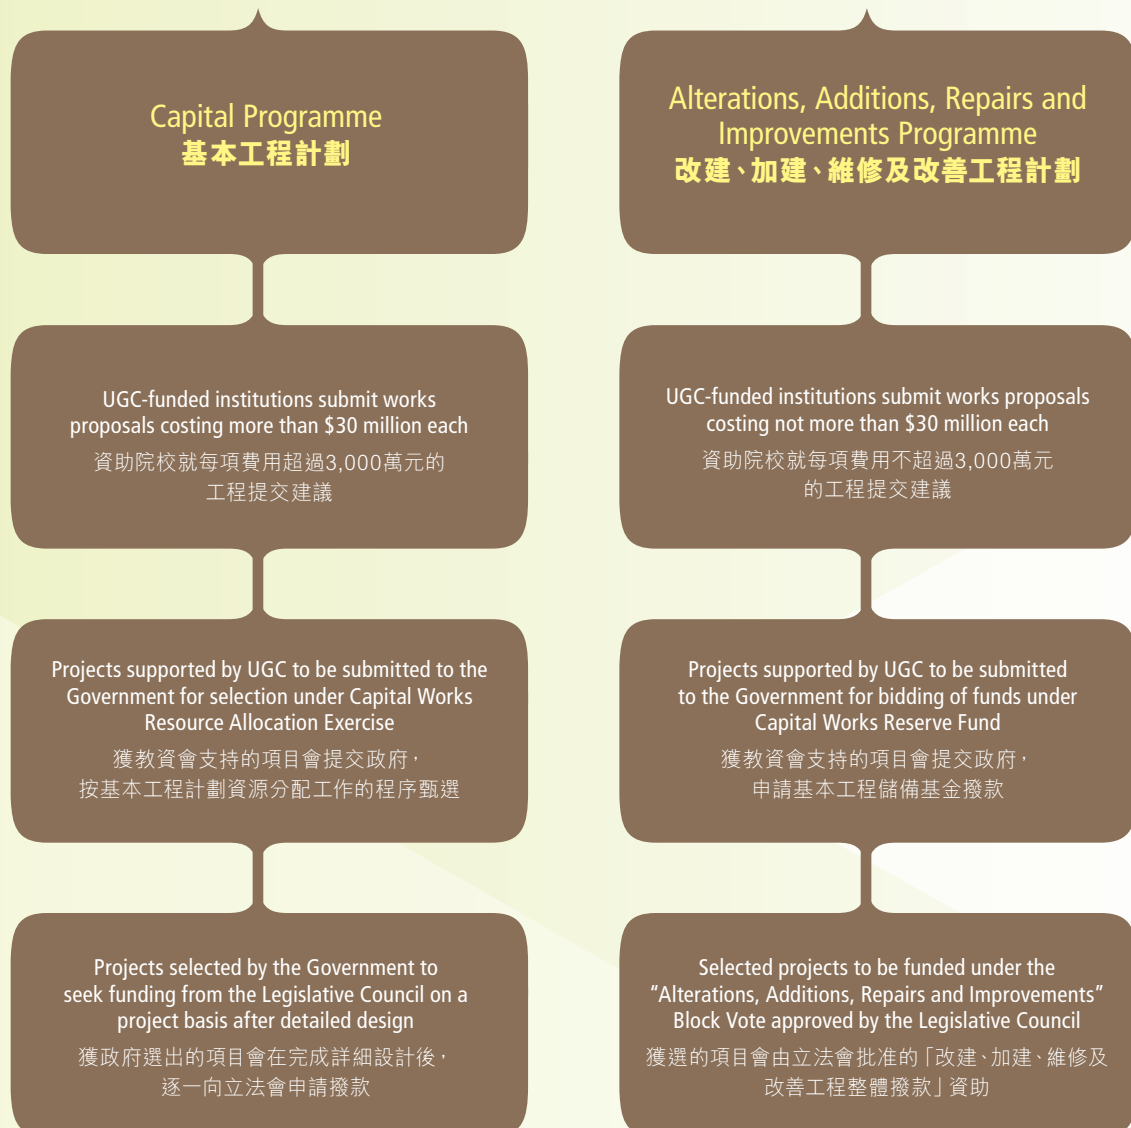 Capital Programme
基本工程計劃
UGC-funded institutions submit works
proposals costing more than $30 million each
資助院校就每項費用超過3,000萬元的
工程提交建議
Projects supported by UGC to be submitted to the
Government for selection under Capital Works
Resource Allocation Exercise
獲教資會支持的項目會提交政府，
按基本工程計劃資源分配工作的程序甄選
Projects selected by the Government to
seek funding from the Legislative Council on a
project basis after detailed design
獲政府選出的項目會在完成詳細設計後，
逐一向立法會申請撥款
Alterations, Additions, Repairs and
Improvements Programme
改建、加建、維修及改善工程計劃
UGC-funded institutions submit works proposals
costing not more than $30 million each
資助院校就每項費用不超過3,000萬元
的工程提交建議
Projects supported by UGC to be submitted
to the Government for bidding of funds under
Capital Works Reserve Fund
獲教資會支持的項目會提交政府，
申請基本工程儲備基金撥款
Selected projects to be funded under the
“Alterations, Additions, Repairs and Improvements”
Block Vote approved by the Legislative Council
獲選的項目會由立法會批准的「改建、加建、維修及
改善工程整體撥款」資助